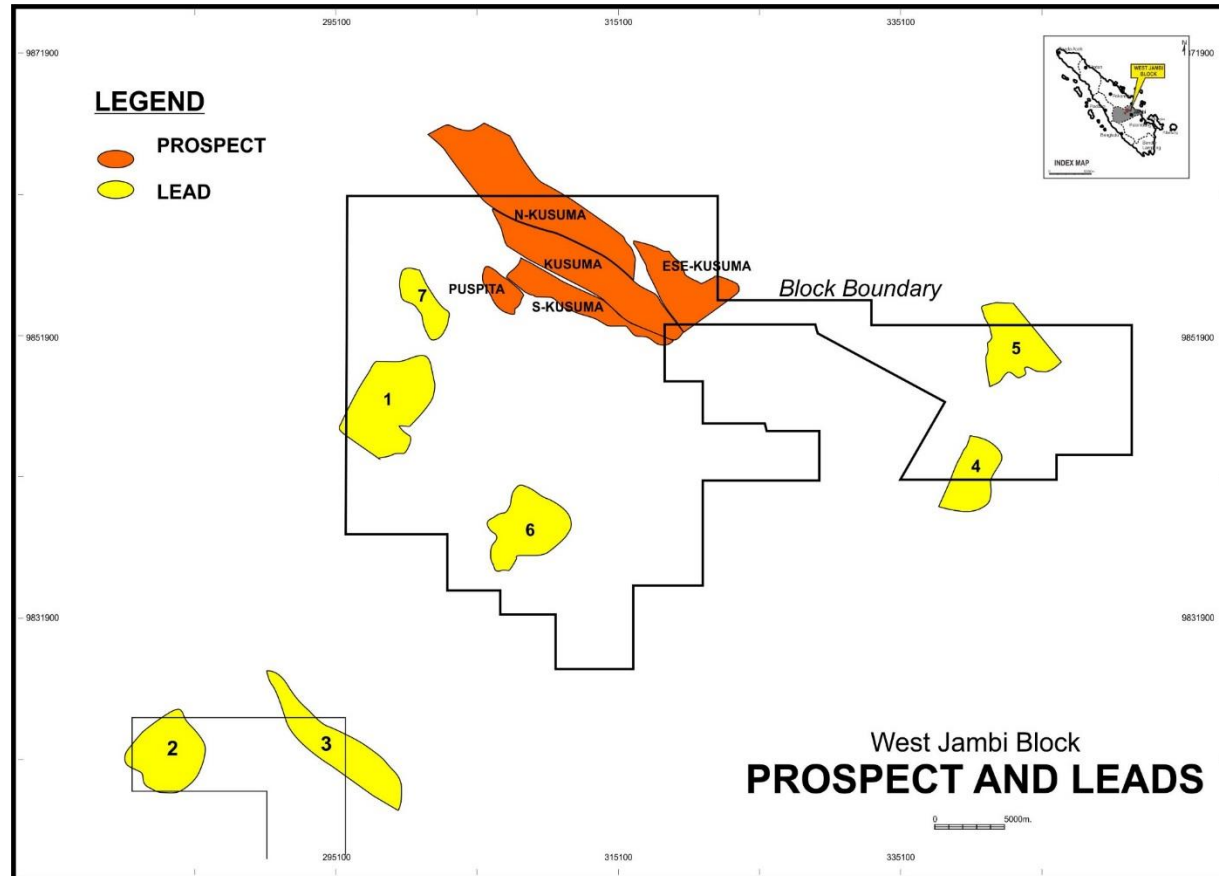 295100
315100
335100
9871900
871900
N
WEST JAMBI
BLOCK
INDEX MAP
LEGEND
PROSPECT
LEAD
N-KUSUMA
KUSUMA
ESE-KUSUMA
PUSPITA
S-KUSUMA
Block Boundary
7
9851900
9851900
5
1
4
6
9831900
9831900
2
3
West Jambi Block
PROSPECT AND LEADS
0
5000m.
295100
315100
335100